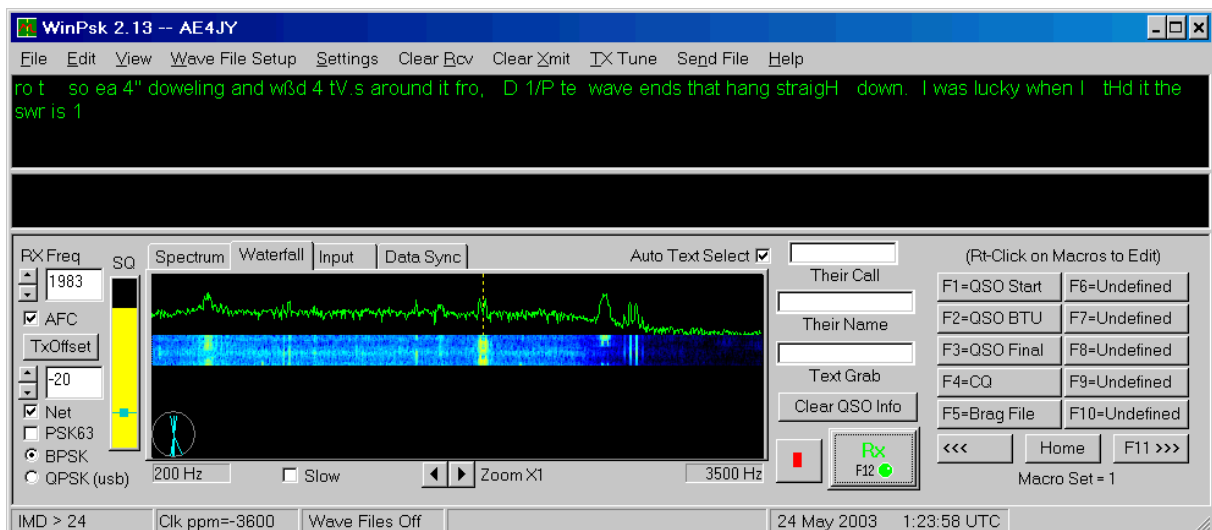 WinPsk 2.13 -- AE4JY
File Edit View Wave File Setup Settings Clear Rcv Clear Xmit TX Tune Send File Help
ro t so ea 4" doweling and wßd 4 tV.s around it fro, D 1/P te wave ends that hang straigH down. I was lucky when I tHd it the
swr is 1
RX Freq
1983
AFC
TxOffset
-20
Net
PSK63
BPSK
QPSK (usb)
SQ
Spectrum Waterfall Input Data Sync Auto Text Select
200 Hz Slow Zoom X1 3500 Hz
Their Call
Their Name
Text Grab
Clear QSO Info
Rx
F12
(Rt-Click on Macros to Edit)
F1=QSO Start F6=Undefined
F2=QSO BTU F7=Undefined
F3=QSO Final F8=Undefined
F4=CQ F9=Undefined
F5=Brag File F10=Undefined
<<< Home F11 >>>
Macro Set = 1
IMD > 24 Clk ppm=-3600 Wave Files Off 24 May 2003 1:23:58 UTC